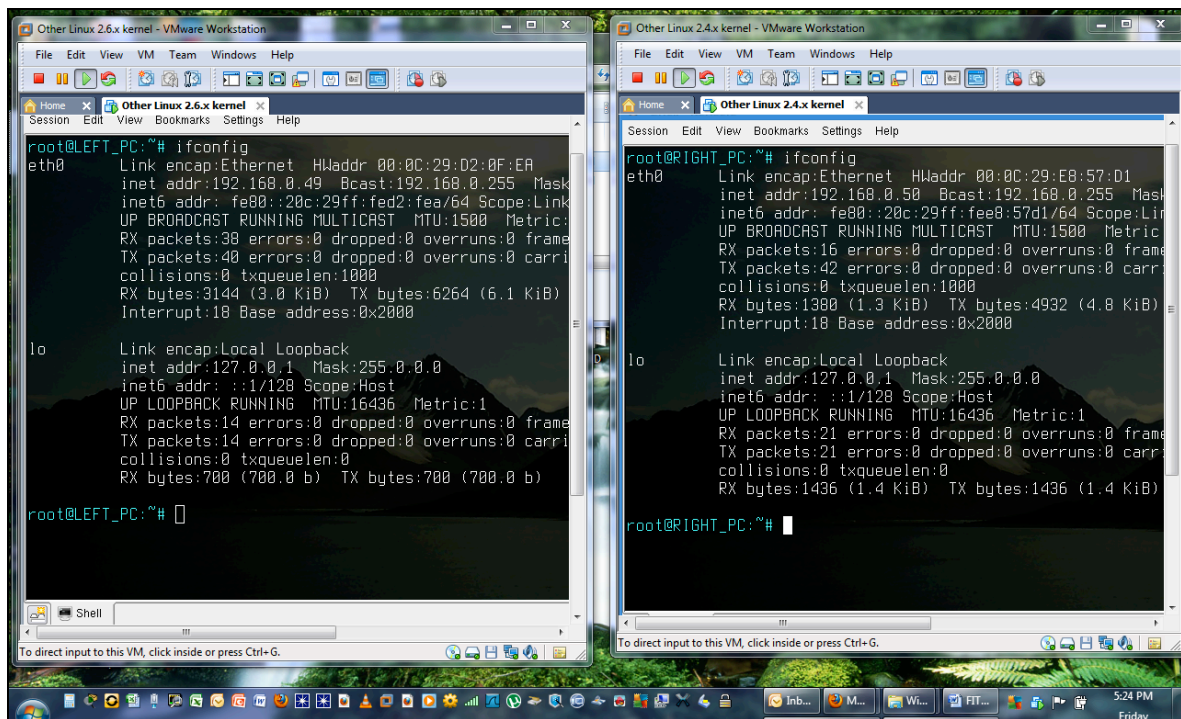 Other Linux 2.6.x kernel - VMware Workstation
File Edit View VM Team Windows Help
Home Other Linux 2.6.x kernel
Session Edit View Bookmarks Settings Help
root@LEFT_PC:~# ifconfig
eth0 Link encap:Ethernet HWaddr 00:0C:29:D2:0F:EA
inet addr:192.168.0.49 Bcast:192.168.0.255 Mask
inet6 addr: fe80::20c:29ff:fed2:fea/64 Scope:Link
UP BROADCAST RUNNING MULTICAST MTU:1500 Metric:
RX packets:38 errors:0 dropped:0 overruns:0 frame
TX packets:40 errors:0 dropped:0 overruns:0 carri
collisions:0 txqueuelen:1000
RX bytes:3144 (3.0 KiB) TX bytes:6264 (6.1 KiB)
Interrupt:18 Base address:0x2000
lo Link encap:Local Loopback
inet addr:127.0.0.1 Mask:255.0.0.0
inet6 addr: ::1/128 Scope:Host
UP LOOPBACK RUNNING MTU:16436 Metric:1
RX packets:14 errors:0 dropped:0 overruns:0 frame
TX packets:14 errors:0 dropped:0 overruns:0 carri
collisions:0 txqueuelen:0
RX bytes:700 (700.0 b) TX bytes:700 (700.0 b)
root@LEFT_PC:~#
Shell
To direct input to this VM, click inside or press Ctrl+G.
Other Linux 2.4.x kernel - VMware Workstation
File Edit View VM Team Windows Help
Home Other Linux 2.4.x kernel
Session Edit View Bookmarks Settings Help
root@RIGHT_PC:~# ifconfig
eth0 Link encap:Ethernet HWaddr 00:0C:29:E8:57:D1
inet addr:192.168.0.50 Bcast:192.168.0.255 Mask
inet6 addr: fe80::20c:29ff:fee8:57d1/64 Scope:Lin
UP BROADCAST RUNNING MULTICAST MTU:1500 Metric
RX packets:16 errors:0 dropped:0 overruns:0 frame
TX packets:42 errors:0 dropped:0 overruns:0 carri
collisions:0 txqueuelen:1000
RX bytes:1380 (1.3 KiB) TX bytes:4932 (4.8 KiB)
Interrupt:18 Base address:0x2000
lo Link encap:Local Loopback
inet addr:127.0.0.1 Mask:255.0.0.0
inet6 addr: ::1/128 Scope:Host
UP LOOPBACK RUNNING MTU:16436 Metric:1
RX packets:21 errors:0 dropped:0 overruns:0 frame
TX packets:21 errors:0 dropped:0 overruns:0 carr
collisions:0 txqueuelen:0
RX bytes:1436 (1.4 KiB) TX bytes:1436 (1.4 KiB)
root@RIGHT_PC:~#
To direct input to this VM, click inside or press Ctrl+G.
Inb... M... Wi... FIT... 5:24 PM
Friday